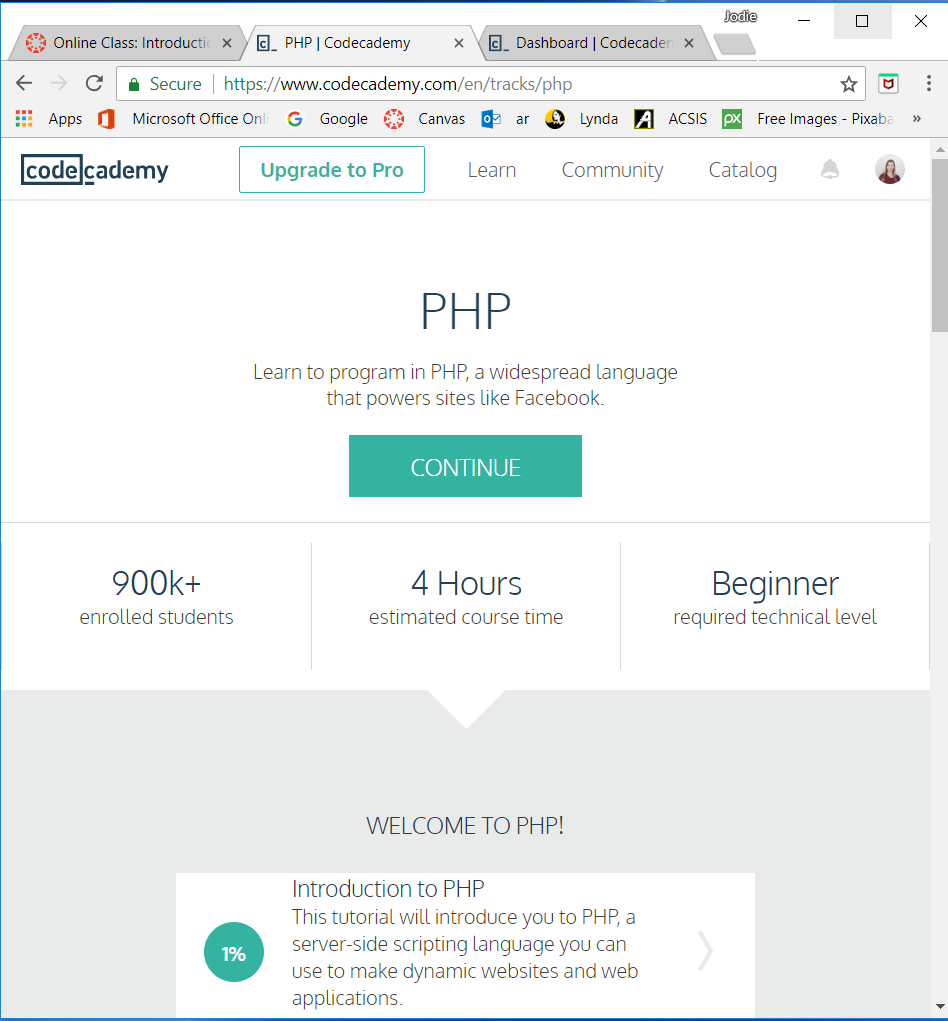 Jodie
Online Class: Introductic
PHP | Codecademy
Dashboard | Codecaden
Secure
https://www.codecademy.com/en/tracks/php
Apps
Microsoft Office Onli
Google
Canvas
ar
Lynda
ACSIS
px
Free Images - Pixaba
»
codecademy
Upgrade to Pro
Learn
Community
Catalog
PHP
Learn to program in PHP, a widespread language
that powers sites like Facebook.
CONTINUE
900k+
enrolled students
4 Hours
estimated course time
Beginner
required technical level
WELCOME TO PHP!
1%
Introduction to PHP
This tutorial will introduce you to PHP, a
server-side scripting language you can
use to make dynamic websites and web
applications.